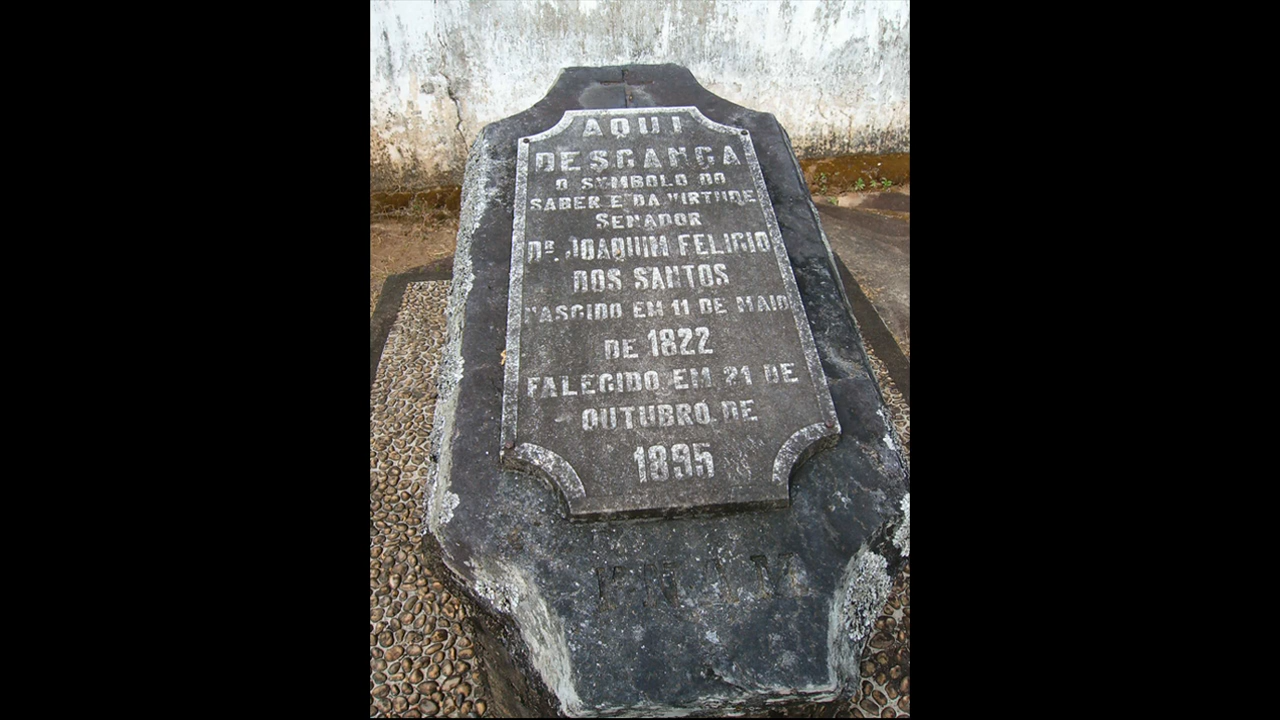 AQUI
DESCANÇA
O SYMBOLO DO
SABER E DA VIRTUDE
SENADOR
DR. JOAQUIM FELICIO
DOS SANTOS
NASCIDO EM 11 DE MAIO
DE 1822
FALECIDO EM 21 DE
OUTUBRO DE
1895